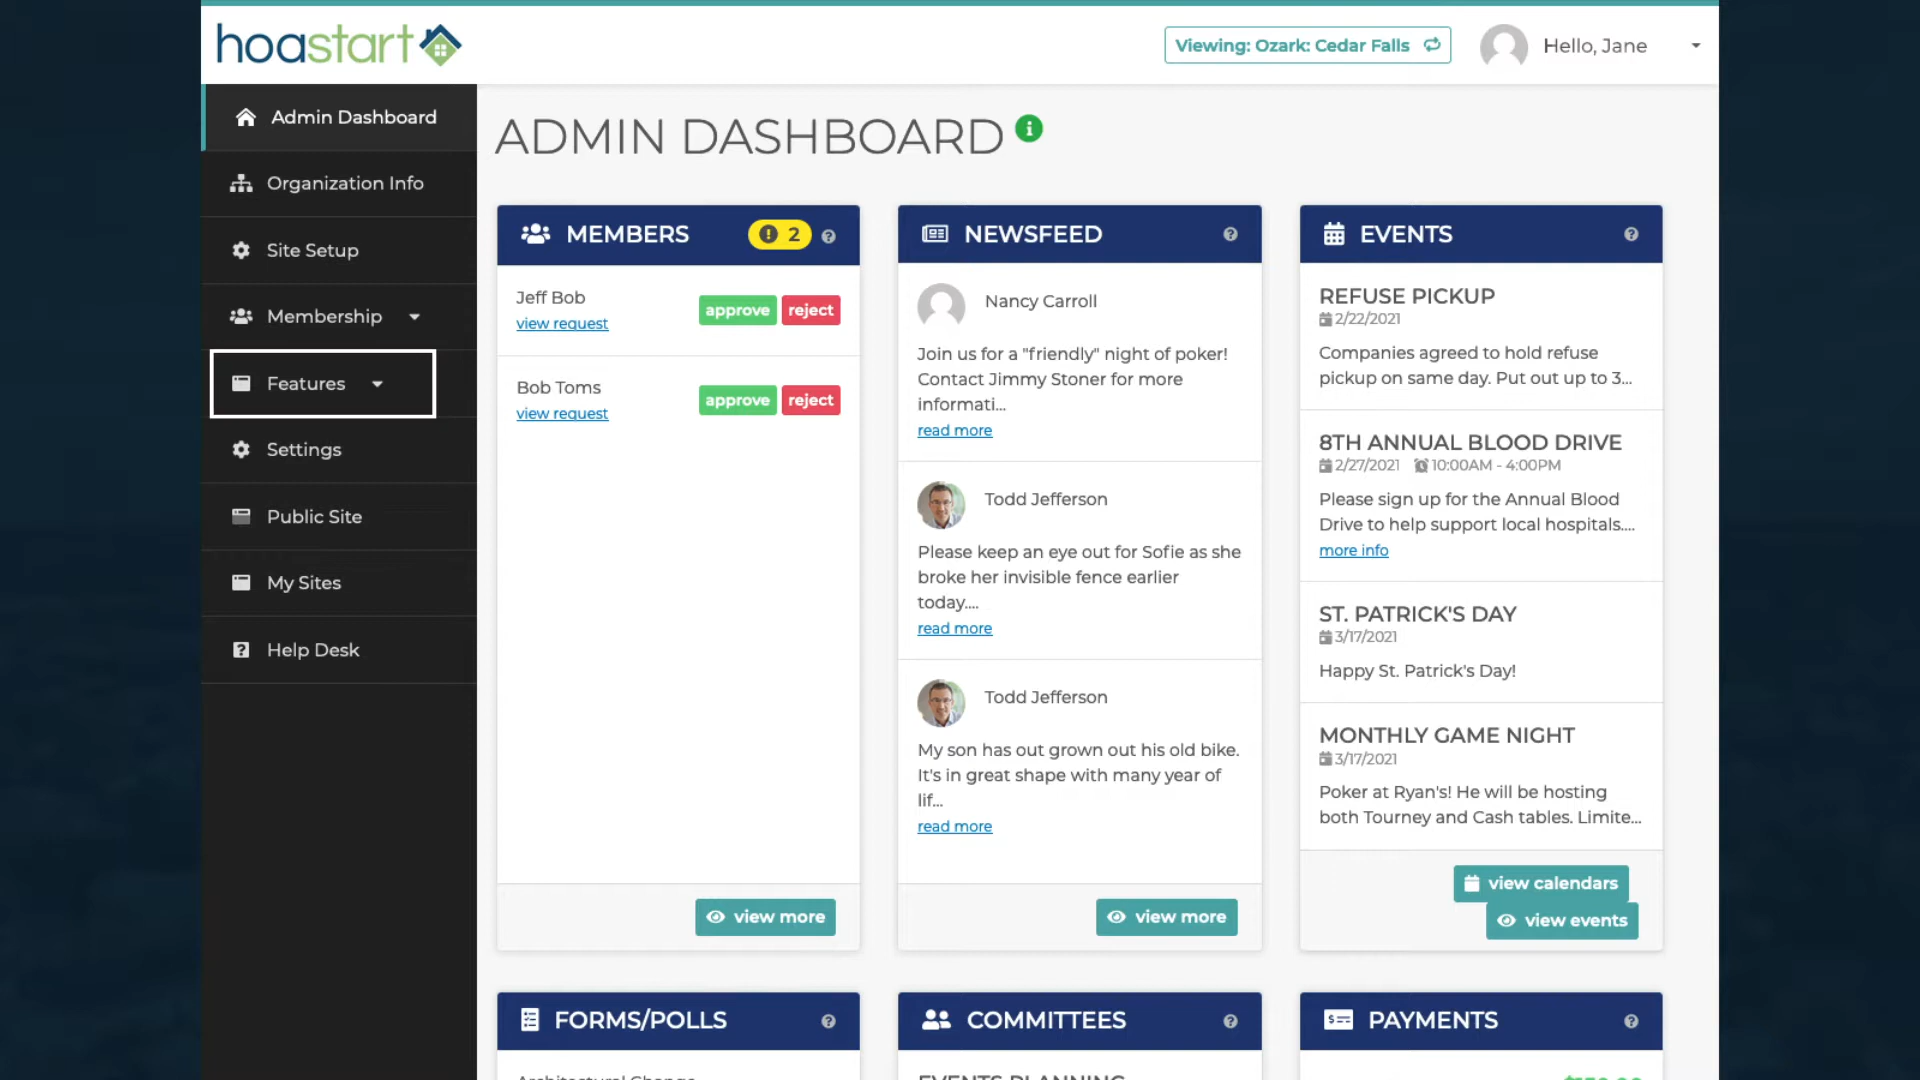 hoastart
Viewing: Ozark: Cedar Falls
Hello, Jane
Admin Dashboard
Organization Info
Site Setup
Membership
Features
Settings
Public Site
My Sites
Help Desk
ADMIN DASHBOARD
MEMBERS
2
Jeff Bob
view request
approve
reject
Bob Toms
view request
approve
reject
view more
NEWSFEED
Nancy Carroll
Join us for a "friendly" night of poker!
Contact Jimmy Stoner for more
informati...
read more
Todd Jefferson
Please keep an eye out for Sofie as she
broke her invisible fence earlier
today....
read more
Todd Jefferson
My son has out grown out his old bike.
It's in great shape with many year of
lif...
read more
view more
EVENTS
REFUSE PICKUP
2/22/2021
Companies agreed to hold refuse
pickup on same day. Put out up to 3...
8TH ANNUAL BLOOD DRIVE
2/27/2021 10:00AM - 4:00PM
Please sign up for the Annual Blood
Drive to help support local hospitals....
more info
ST. PATRICK'S DAY
3/17/2021
Happy St. Patrick's Day!
MONTHLY GAME NIGHT
3/17/2021
Poker at Ryan's! He will be hosting
both Tourney and Cash tables. Limite...
view calendars
view events
FORMS/POLLS
Architectural Change
COMMITTEES
EVENTS PLANNING
PAYMENTS